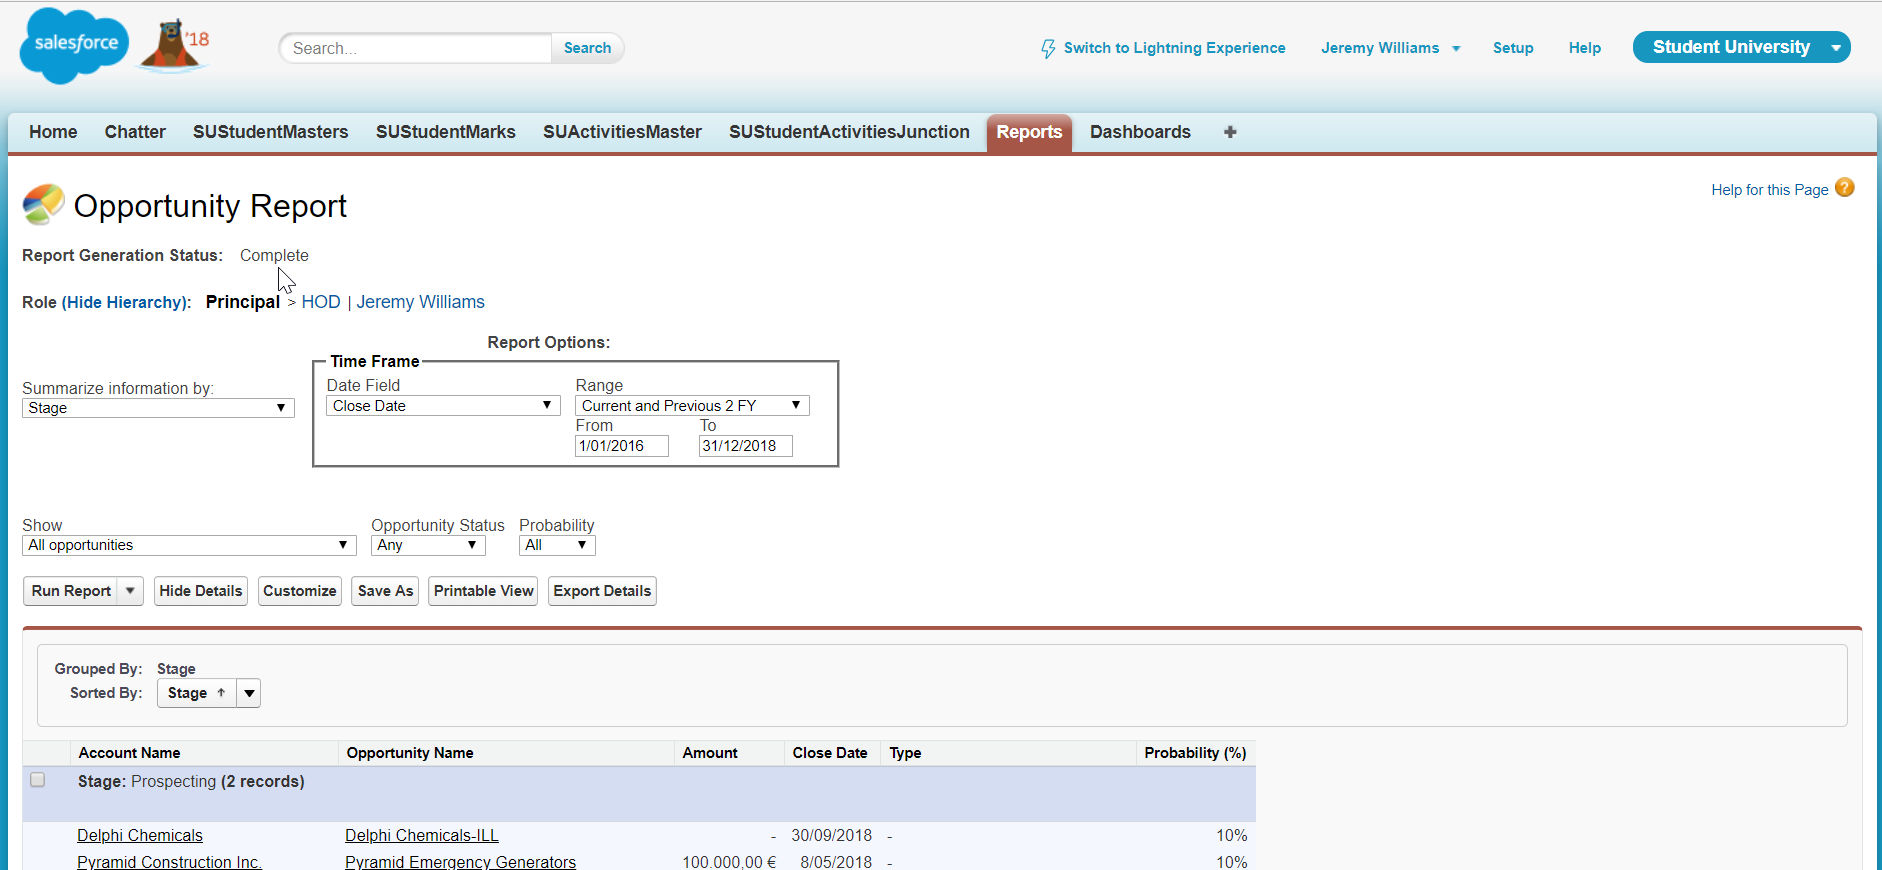 salesforce
'18
Search...
Search
Switch to Lightning Experience
Jeremy Williams
Setup
Help
Student University
Home
Chatter
SUStudentMasters
SUStudentMarks
SUActivitiesMaster
SUStudentActivitiesJunction
Reports
Dashboards
+
Opportunity Report
Help for this Page ?
Report Generation Status: Complete
Role (Hide Hierarchy): Principal > HOD | Jeremy Williams
Report Options:
Time Frame
Summarize information by:
Stage
Date Field
Range
Close Date
Current and Previous 2 FY
From
To
1/01/2016
31/12/2018
Show
Opportunity Status
Probability
All opportunities
Any
All
Run Report
Hide Details
Customize
Save As
Printable View
Export Details
Grouped By: Stage
Sorted By: Stage ↑
Account Name Opportunity Name Amount Close Date Type Probability (%)
Stage: Prospecting (2 records)
Delphi Chemicals Delphi Chemicals-ILL - 30/09/2018 - 10%
Pyramid Construction Inc. Pyramid Emergency Generators 100.000,00 € 8/05/2018 - 10%